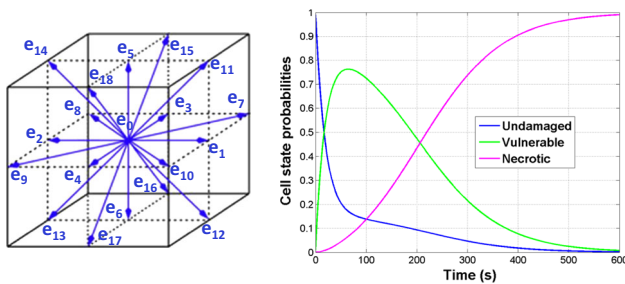 e14
e5
e15
e18
e11
e7
e8
e0
e3
e2
e1
e9
e4
e10
e16
e6
e13
e17
e12
1
0.9
0.8
0.7
0.6
0.5
0.4
0.3
0.2
0.1
0
Cell state probabilities
Undamaged
Vulnerable
Necrotic
0 100 200 300 400 500 600
Time (s)